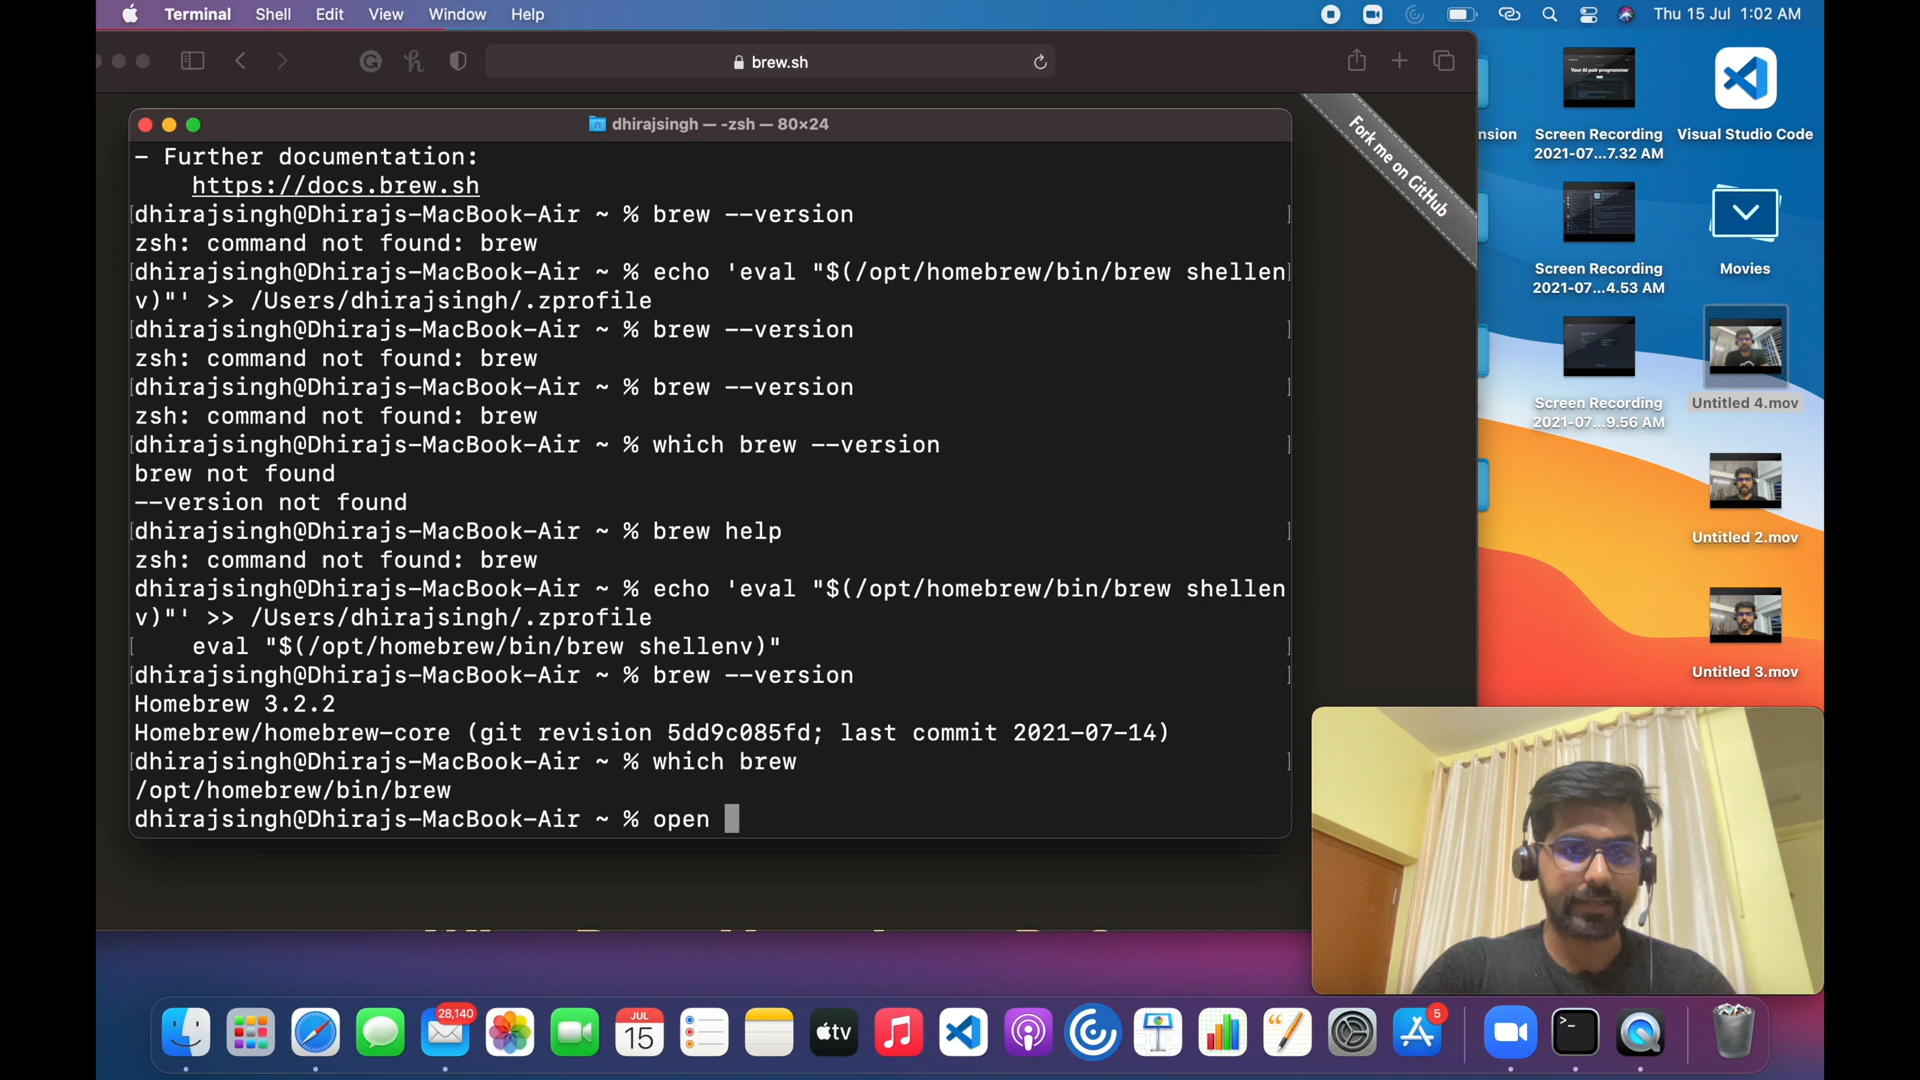 Terminal Shell Edit View Window Help
Thu 15 Jul 1:02 AM
brew.sh
Fork me on GitHub
dhirajsingh — -zsh — 80×24
- Further documentation:
https://docs.brew.sh
dhirajsingh@Dhirajs-MacBook-Air ~ % brew --version
zsh: command not found: brew
dhirajsingh@Dhirajs-MacBook-Air ~ % echo 'eval "$(/opt/homebrew/bin/brew shellen
v)"' >> /Users/dhirajsingh/.zprofile
dhirajsingh@Dhirajs-MacBook-Air ~ % brew --version
zsh: command not found: brew
dhirajsingh@Dhirajs-MacBook-Air ~ % brew --version
zsh: command not found: brew
dhirajsingh@Dhirajs-MacBook-Air ~ % which brew --version
brew not found
--version not found
dhirajsingh@Dhirajs-MacBook-Air ~ % brew help
zsh: command not found: brew
dhirajsingh@Dhirajs-MacBook-Air ~ % echo 'eval "$(/opt/homebrew/bin/brew shellen
v)"' >> /Users/dhirajsingh/.zprofile
eval "$(/opt/homebrew/bin/brew shellenv)"
dhirajsingh@Dhirajs-MacBook-Air ~ % brew --version
Homebrew 3.2.2
Homebrew/homebrew-core (git revision 5dd9c085fd; last commit 2021-07-14)
dhirajsingh@Dhirajs-MacBook-Air ~ % which brew
/opt/homebrew/bin/brew
dhirajsingh@Dhirajs-MacBook-Air ~ % open
nsion
Your AI pair programmer
Screen Recording
2021-07...7.32 AM
Visual Studio Code
Screen Recording
2021-07...4.53 AM
Movies
Screen Recording
2021-07...9.56 AM
Untitled 4.mov
Untitled 2.mov
Untitled 3.mov
28,140
JUL
15
tv
5